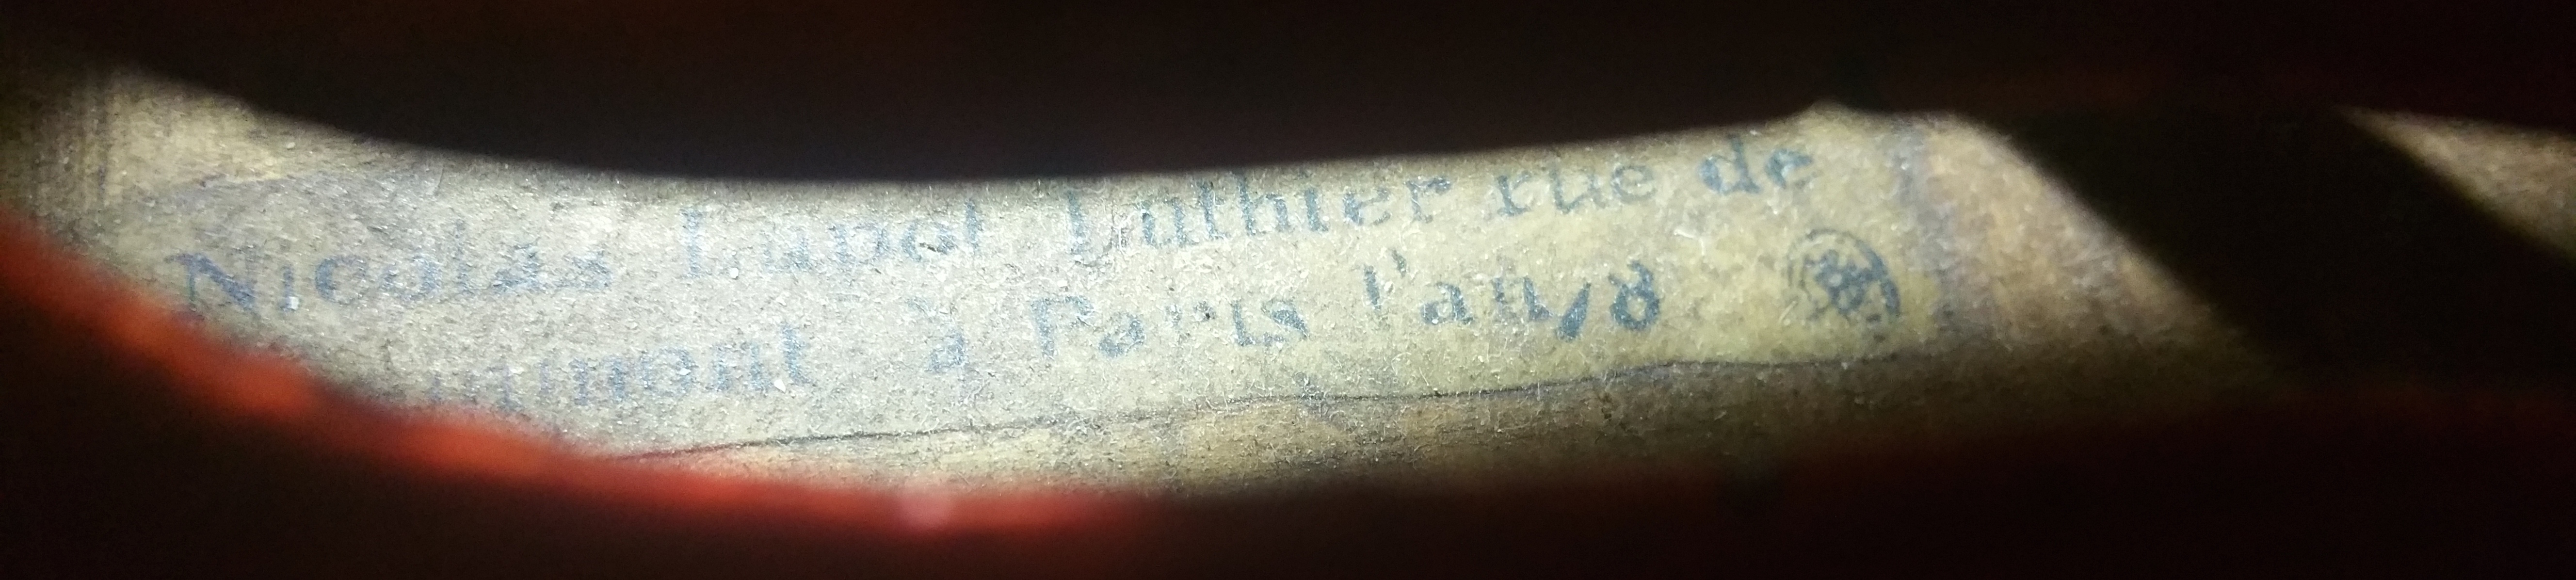 Nicolas Lupot Luthier rue de
à Paris l'an 18